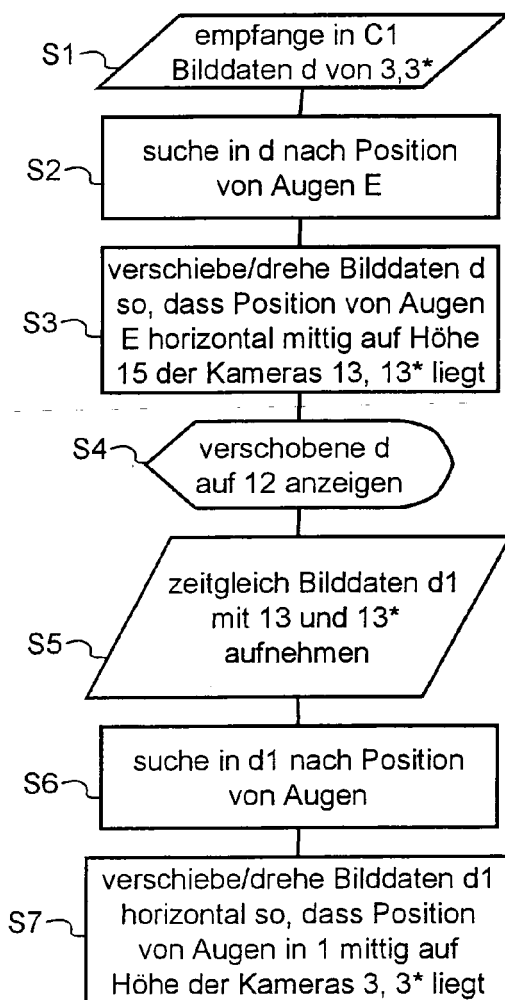 S1
empfange in C1
Bilddaten d von 3,3*
S2
suche in d nach Position
von Augen E
S3
verschiebe/drehe Bilddaten d
so, dass Position von Augen
E horizontal mittig auf Höhe
15 der Kameras 13, 13* liegt
S4
verschobene d
auf 12 anzeigen
S5
zeitgleich Bilddaten d1
mit 13 und 13*
aufnehmen
S6
suche in d1 nach Position
von Augen
S7
verschiebe/drehe Bilddaten d1
horizontal so, dass Position
von Augen in 1 mittig auf
Höhe der Kameras 3, 3* liegt